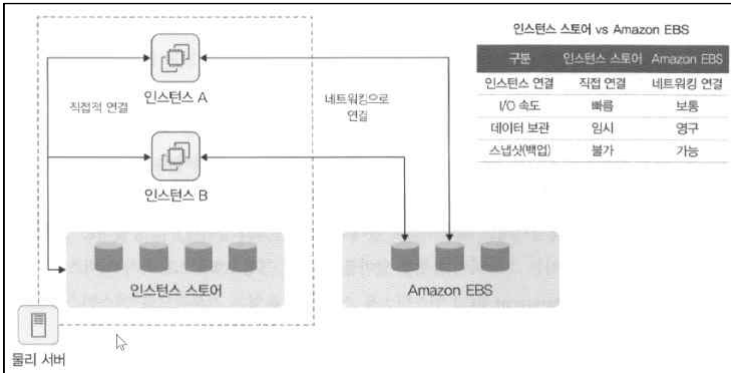 인스턴스 스토어 vs Amazon EBS
구분 인스턴스 스토어 Amazon EBS
인스턴스 연결 직접 연결 네트워킹 연결
I/O 속도 빠름 보통
데이터 보관 임시 영구
스냅샷(백업) 불가 가능
인스턴스 A
직접적 연결
네트워킹으로
연결
인스턴스 B
인스턴스 스토어
Amazon EBS
물리 서버